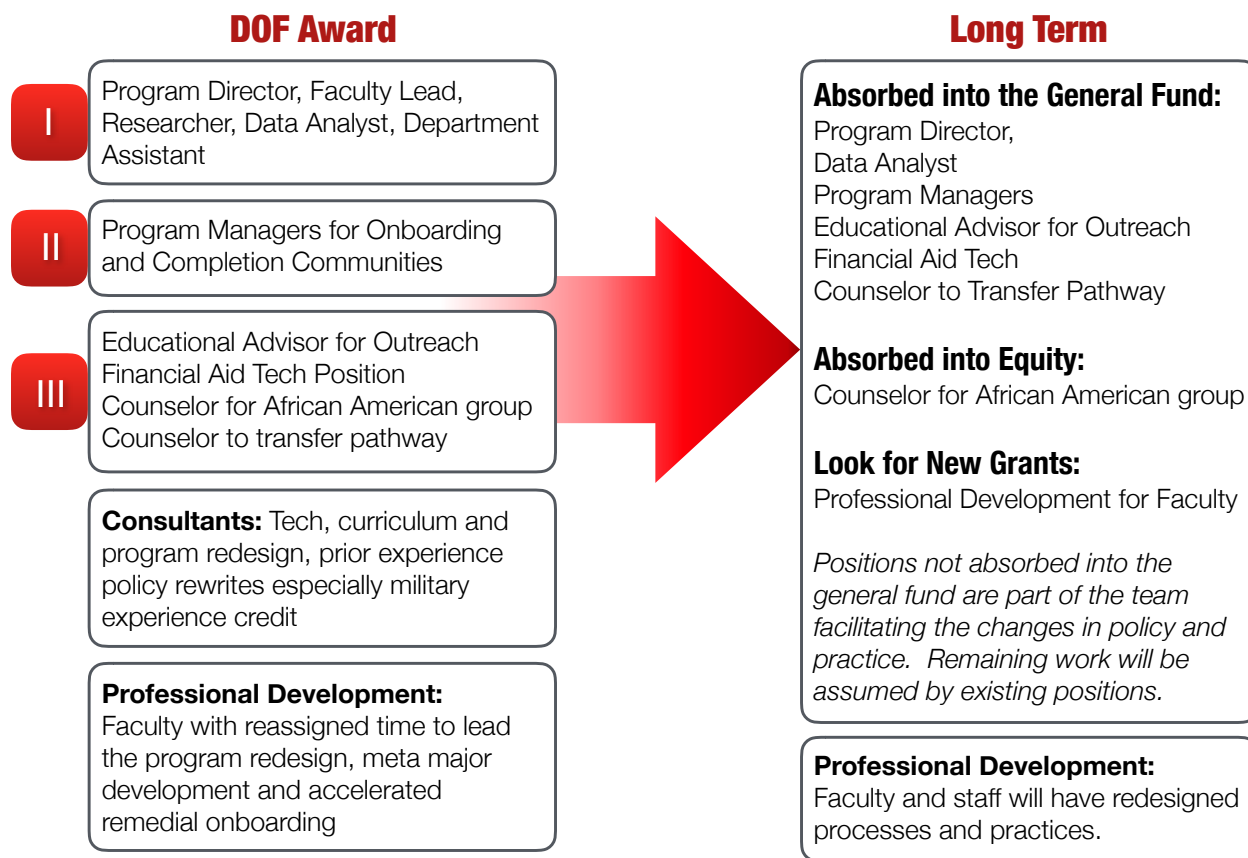 DOF Award
I
Program Director, Faculty Lead,
Researcher, Data Analyst, Department
Assistant
II
Program Managers for Onboarding
and Completion Communities
III
Educational Advisor for Outreach
Financial Aid Tech Position
Counselor for African American group
Counselor to transfer pathway
Consultants: Tech, curriculum and
program redesign, prior experience
policy rewrites especially military
experience credit
Professional Development:
Faculty with reassigned time to lead
the program redesign, meta major
development and accelerated
remedial onboarding
Long Term
Absorbed into the General Fund:
Program Director,
Data Analyst
Program Managers
Educational Advisor for Outreach
Financial Aid Tech
Counselor to Transfer Pathway
Absorbed into Equity:
Counselor for African American group
Look for New Grants:
Professional Development for Faculty
Positions not absorbed into the
general fund are part of the team
facilitating the changes in policy and
practice.  Remaining work will be
assumed by existing positions.
Professional Development:
Faculty and staff will have redesigned
processes and practices.